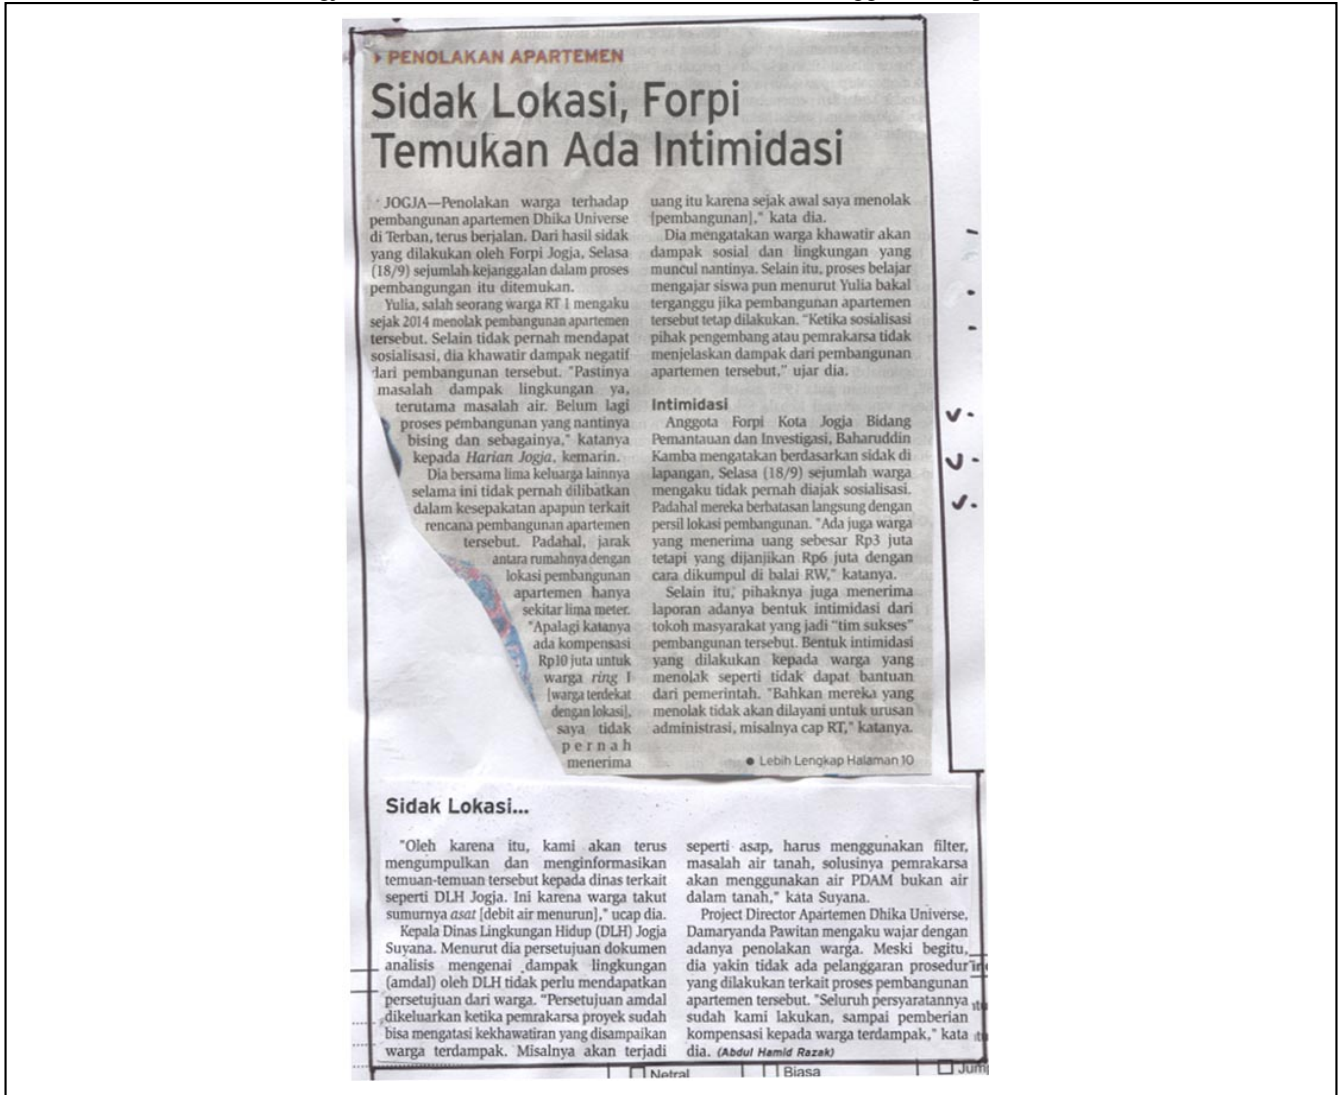 PENOLAKAN APARTEMEN
Sidak Lokasi, Forpi
Temukan Ada Intimidasi
JOGJA—Penolakan warga terhadap
pembangunan apartemen Dhika Universe
di Terban, terus berjalan. Dari hasil sidak
yang dilakukan oleh Forpi Jogja, Selasa
(18/9) sejumlah kejanggalan dalam proses
pembangungan itu ditemukan.
Yulia, salah seorang warga RT 1 mengaku
sejak 2014 menolak pembangunan apartemen
tersebut. Selain tidak pernah mendapat
sosialisasi, dia khawatir dampak negatif
dari pembangunan tersebut. "Pastinya
masalah dampak lingkungan ya,
terutama masalah air. Belum lagi
proses pembangunan yang nantinya
bising dan sebagainya," katanya
kepada Harian Jogja, kemarin.
Dia bersama lima keluarga lainnya
selama ini tidak pernah dilibatkan
dalam kesepakatan apapun terkait
rencana pembangunan apartemen
tersebut. Padahal, jarak
antara rumahnya dengan
lokasi pembangunan
apartemen hanya
sekitar lima meter.
"Apalagi katanya
ada kompensasi
Rp10 juta untuk
warga ring I
[warga terdekat
dengan lokasi],
saya tidak
pernah
menerima
uang itu karena sejak awal saya menolak
[pembangunan]," kata dia.
Dia mengatakan warga khawatir akan
dampak sosial dan lingkungan yang
muncul nantinya. Selain itu, proses belajar
mengajar siswa pun menurut Yulia bakal
terganggu jika pembangunan apartemen
tersebut tetap dilakukan. "Ketika sosialisasi
pihak pengembang atau pemrakarsa tidak
menjelaskan dampak dari pembangunan
apartemen tersebut," ujar dia.
Intimidasi
Anggota Forpi Kota Jogja Bidang
Pemantauan dan Investigasi, Baharuddin
Kamba mengatakan berdasarkan sidak di
lapangan, Selasa (18/9) sejumlah warga
mengaku tidak pernah diajak sosialisasi.
Padahal mereka berbatasan langsung dengan
persil lokasi pembangunan. "Ada juga warga
yang menerima uang sebesar Rp3 juta
tetapi yang dijanjikan Rp6 juta dengan
cara dikumpul di balai RW," katanya.
Selain itu, pihaknya juga menerima
laporan adanya bentuk intimidasi dari
tokoh masyarakat yang jadi "tim sukses"
pembangunan tersebut. Bentuk intimidasi
yang dilakukan kepada warga yang
menolak seperti tidak dapat bantuan
dari pemerintah. "Bahkan mereka yang
menolak tidak akan dilayani untuk urusan
administrasi, misalnya cap RT," katanya.
● Lebih Lengkap Halaman 10
Sidak Lokasi...
"Oleh karena itu, kami akan terus
mengumpulkan dan menginformasikan
temuan-temuan tersebut kepada dinas terkait
seperti DLH Jogja. Ini karena warga takut
sumurnya asat [debit air menurun]," ucap dia.
Kepala Dinas Lingkungan Hidup (DLH) Jogja
Suyana. Menurut dia persetujuan dokumen
analisis mengenai dampak lingkungan
(amdal) oleh DLH tidak perlu mendapatkan
persetujuan dari warga. "Persetujuan amdal
dikeluarkan ketika pemrakarsa proyek sudah
bisa mengatasi kekhawatiran yang disampaikan
warga terdampak. Misalnya akan terjadi
seperti asap, harus menggunakan filter,
masalah air tanah, solusinya pemrakarsa
akan menggunakan air PDAM bukan air
dalam tanah," kata Suyana.
Project Director Apartemen Dhika Universe,
Damaryanda Pawitan mengaku wajar dengan
adanya penolakan warga. Meski begitu,
dia yakin tidak ada pelanggaran prosedur
yang dilakukan terkait proses pembangunan
apartemen tersebut. "Seluruh persyaratannya
sudah kami lakukan, sampai pemberian
kompensasi kepada warga terdampak," kata
dia. (Abdul Hamid Razak)
Netral
Biasa